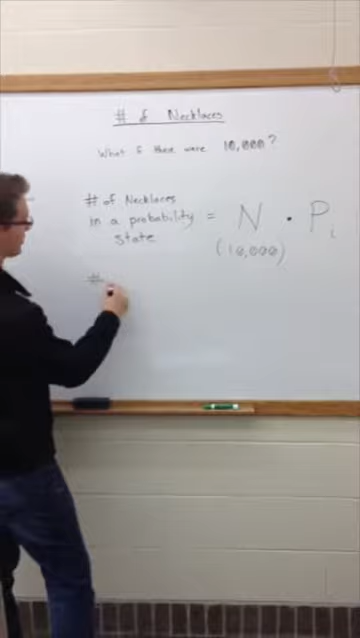 # of Necklaces
What if there were 10,000?
# of Necklaces
in a probability = N · Pi
state
(10,000)
#